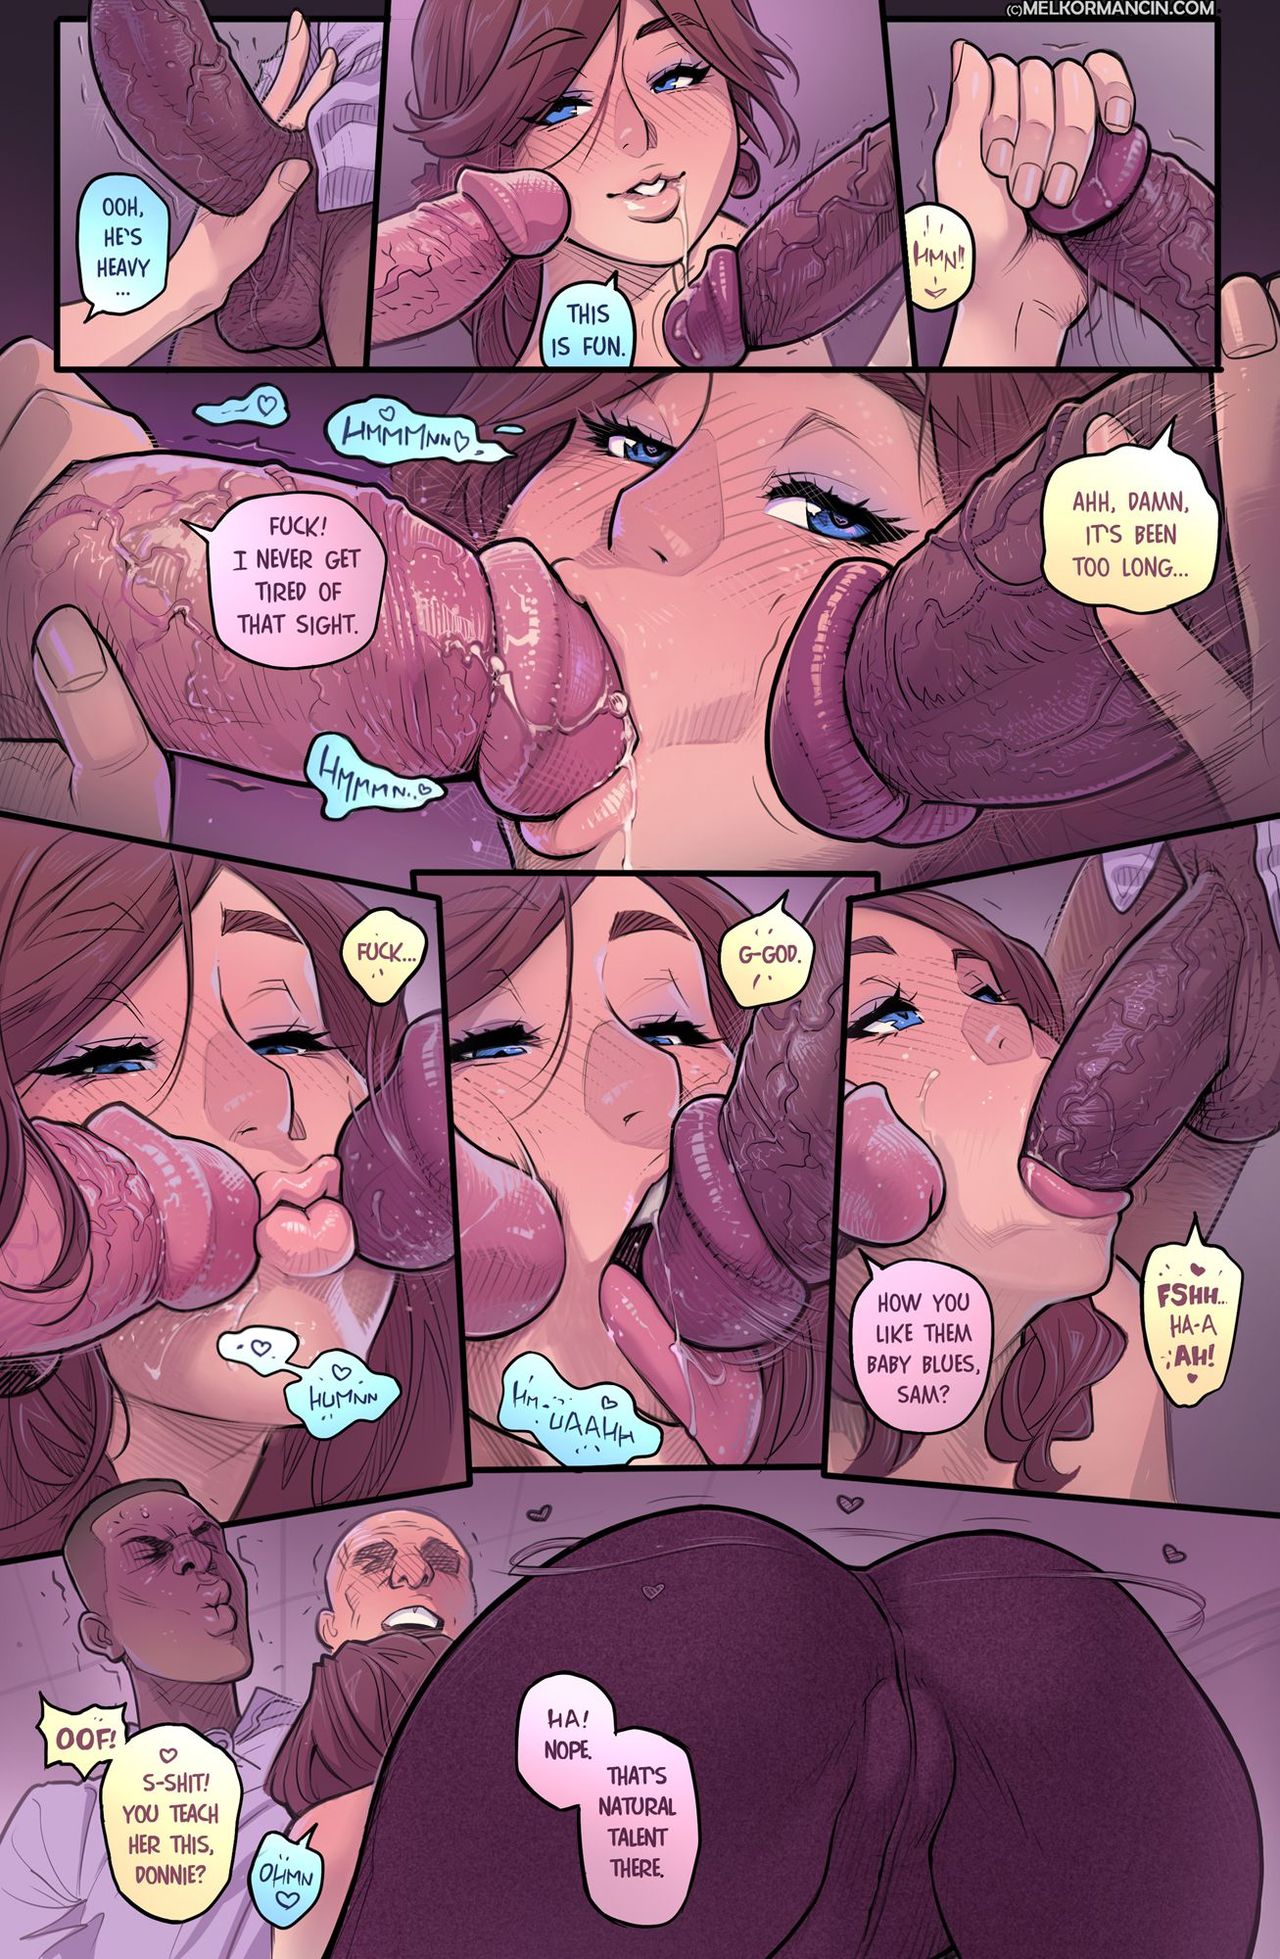 (C)MELKORMANCIN.COM
OOH,
HE'S
HEAVY
...
THIS
IS FUN.
HMN!!
HMMMNN
FUCK!
I NEVER GET
TIRED OF
THAT SIGHT.
AHH, DAMN,
IT'S BEEN
TOO LONG...
HMMMN..
FUCK...
HUMNN
G-GOD.
HM...
UAAHH
HOW YOU
LIKE THEM
BABY BLUES,
SAM?
FSHH...
HA-A
AH!
OOF!
S-SHIT!
YOU TEACH
HER THIS,
DONNIE?
OHMN
HA!
NOPE.
THAT'S
NATURAL
TALENT
THERE.